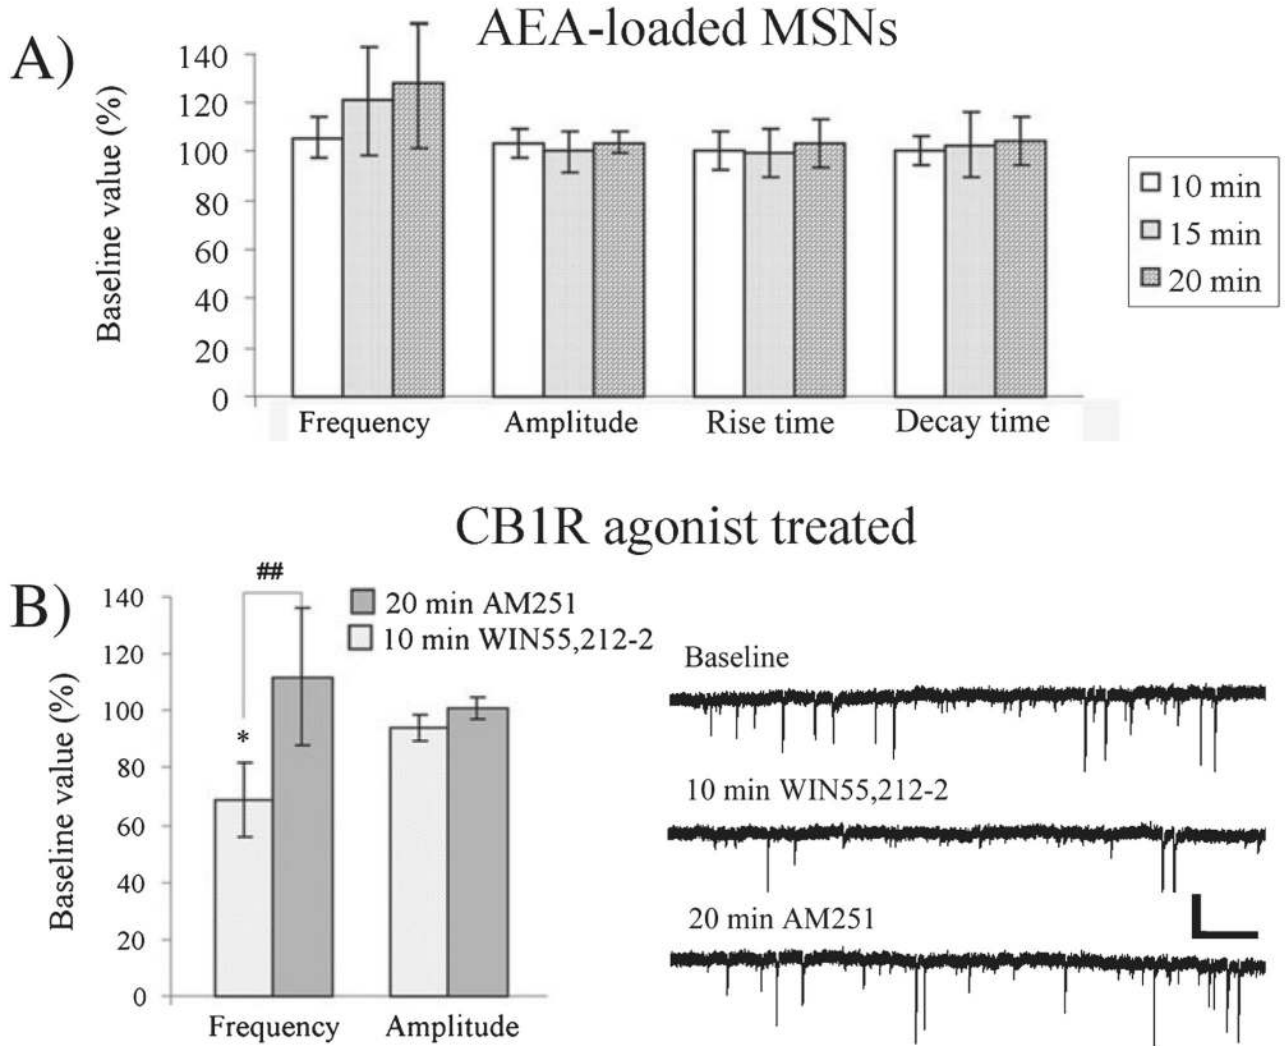 A)
AEA-loaded MSNs
Baseline value (%)
140
120
100
80
60
40
20
0
Frequency
Amplitude
Rise time
Decay time
10 min
15 min
20 min
CB1R agonist treated
B)
Baseline value (%)
140
120
100
80
60
40
20
0
##
*
20 min AM251
10 min WIN55,212-2
Frequency
Amplitude
Baseline
10 min WIN55,212-2
20 min AM251